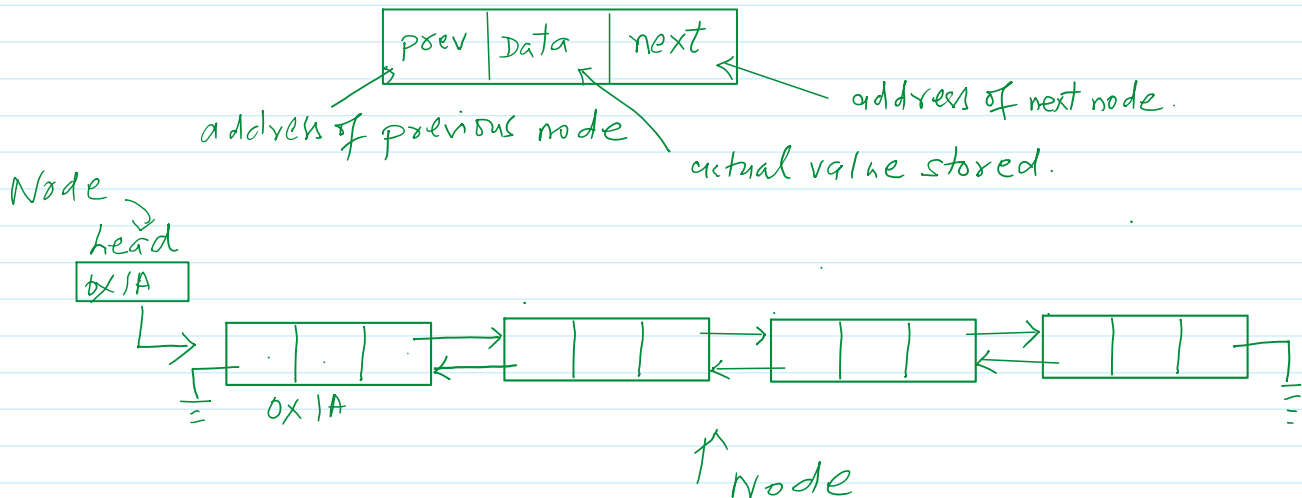 prev Data next
address of next node.
address of previous node
actual value stored.
Node
head
0x1A
0x1A
Node